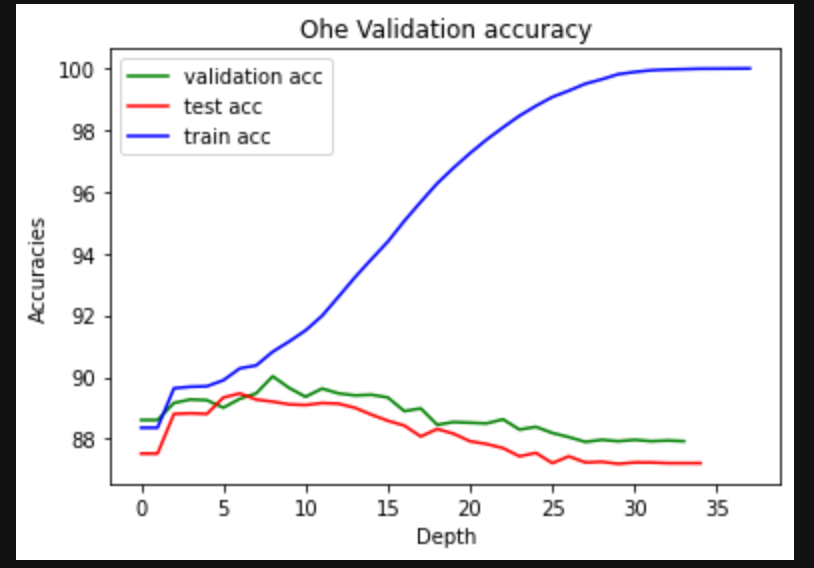 Ohe Validation accuracy
validation acc
test acc
train acc
Accuracies
100
98
96
94
92
90
88
0 5 10 15 20 25 30 35
Depth